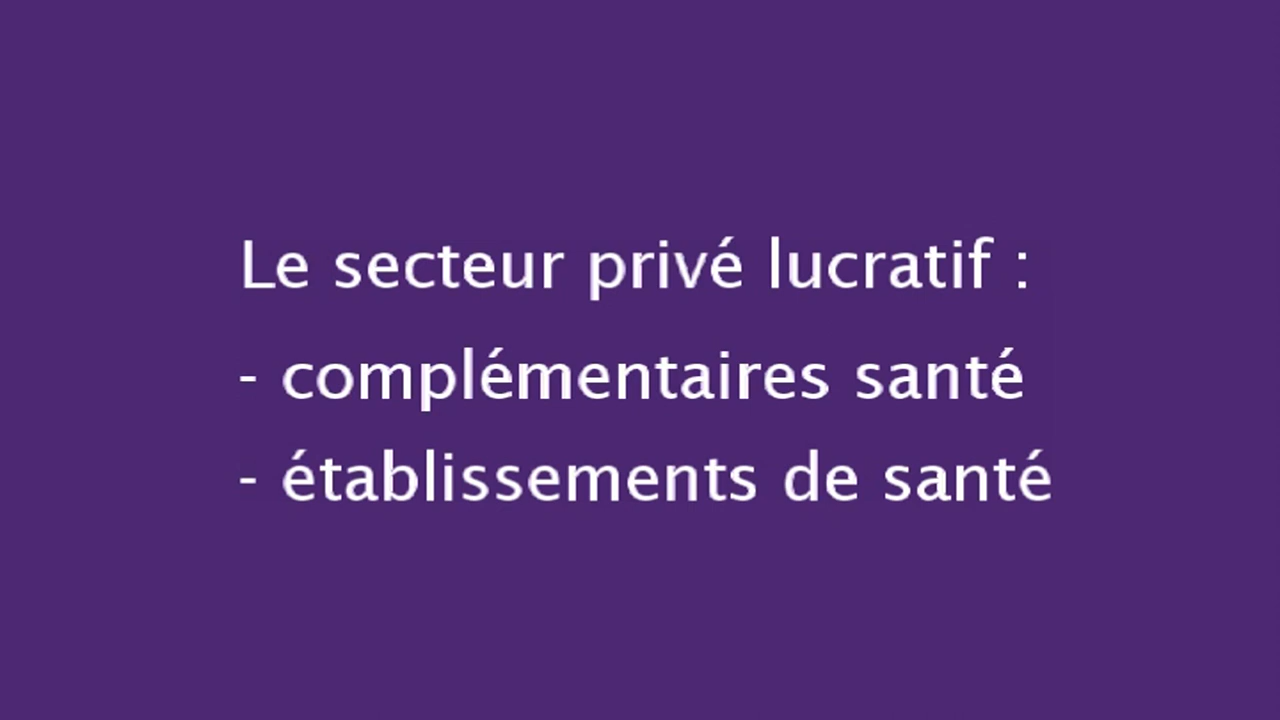 Le secteur privé lucratif :
- complémentaires santé
- établissements de santé